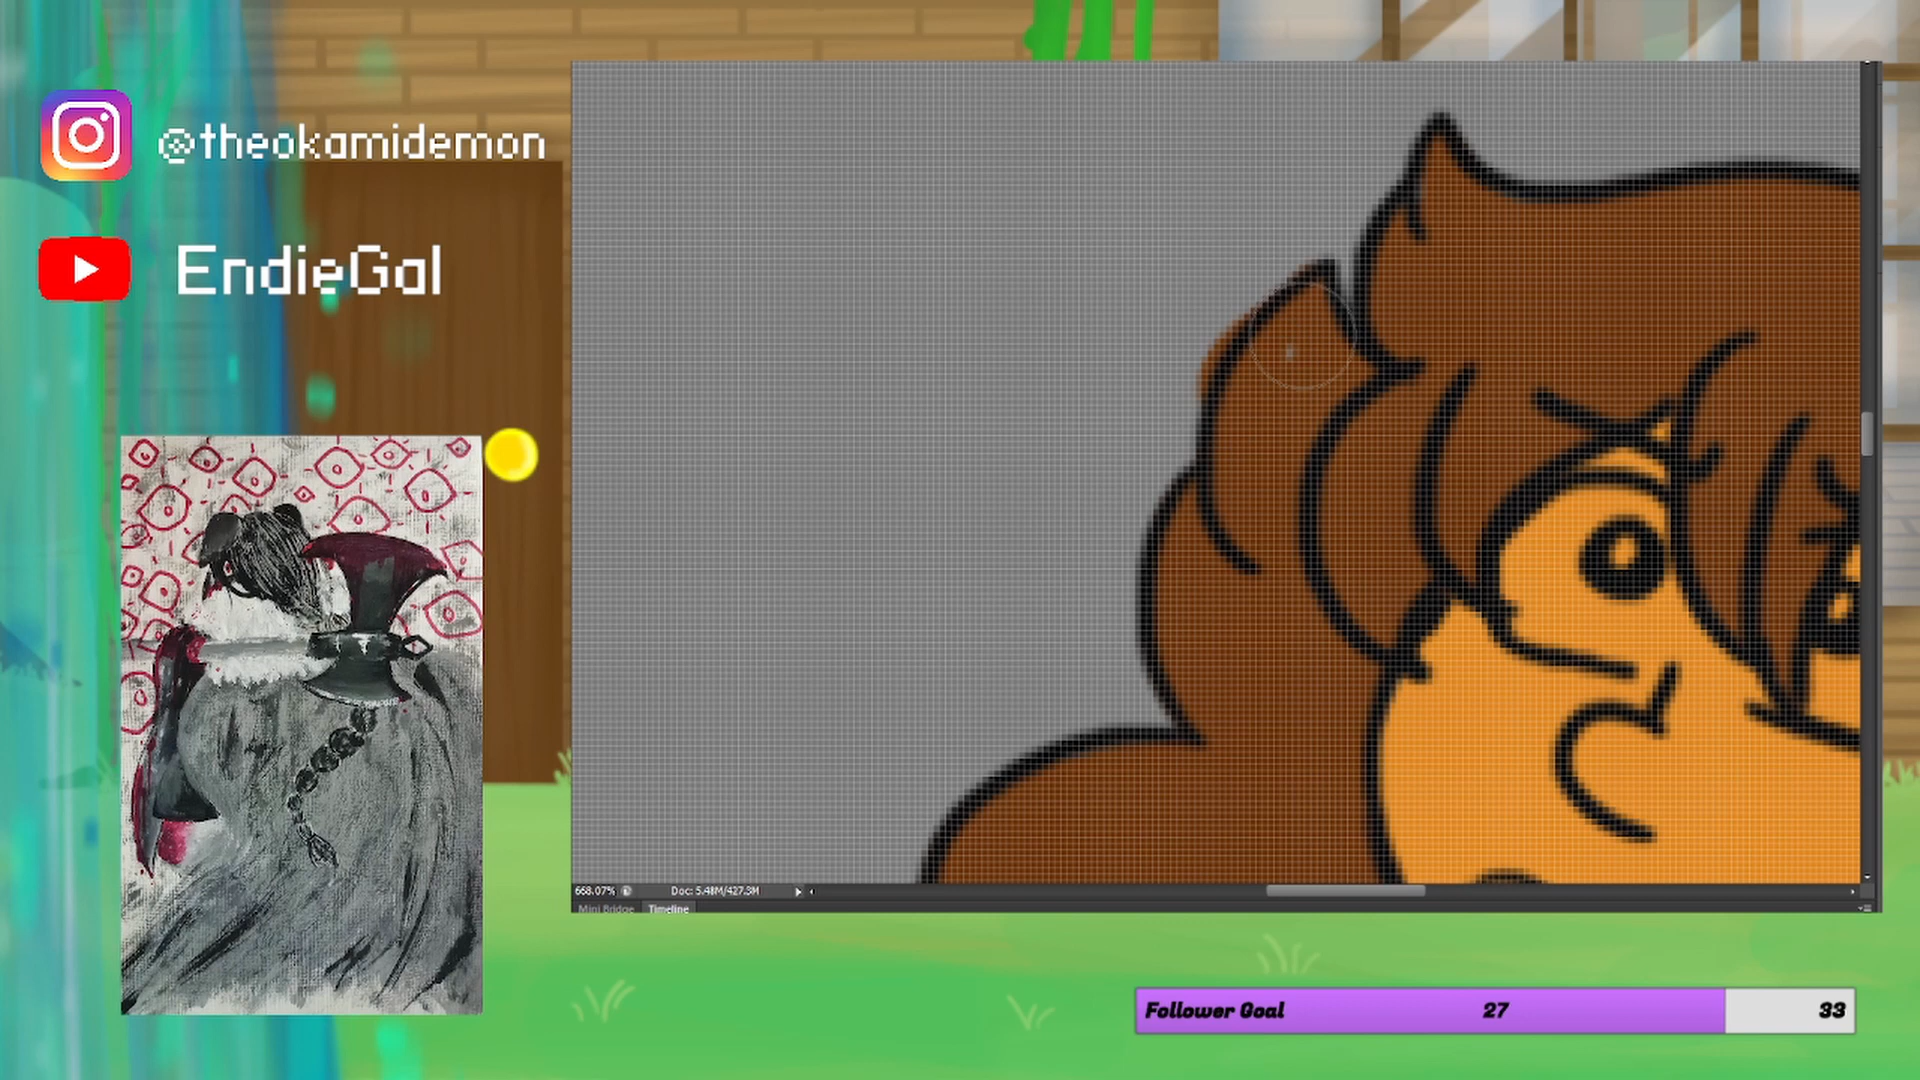 @theokamidemon
EndieGal
668.07% Doc: 5.48M/427.3M
Mini Bridge Timeline
Follower Goal 27 33